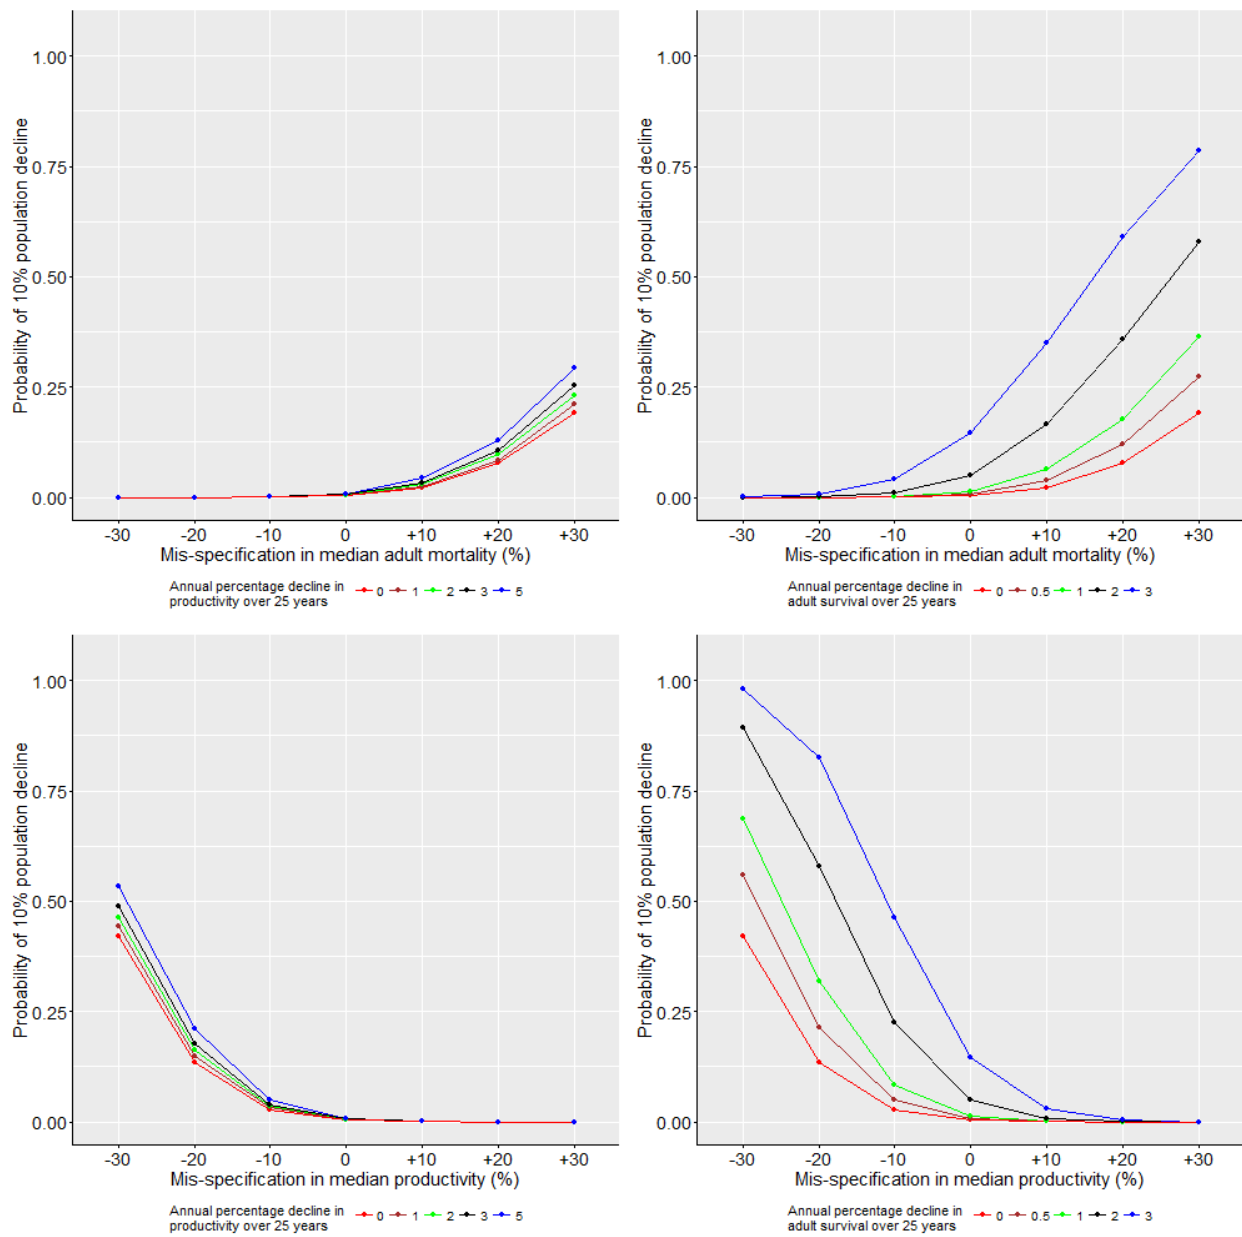 Probability of 10% population decline
1.00
0.75
0.50
0.25
0.00
-30 -20 -10 0 +10 +20 +30
Mis-specification in median adult mortality (%)
Annual percentage decline in
productivity over 25 years 0 1 2 3 5
Probability of 10% population decline
1.00
0.75
0.50
0.25
0.00
-30 -20 -10 0 +10 +20 +30
Mis-specification in median adult mortality (%)
Annual percentage decline in
adult survival over 25 years 0 0.5 1 2 3
Probability of 10% population decline
1.00
0.75
0.50
0.25
0.00
-30 -20 -10 0 +10 +20 +30
Mis-specification in median productivity (%)
Annual percentage decline in
productivity over 25 years 0 1 2 3 5
Probability of 10% population decline
1.00
0.75
0.50
0.25
0.00
-30 -20 -10 0 +10 +20 +30
Mis-specification in median productivity (%)
Annual percentage decline in
adult survival over 25 years 0 0.5 1 2 3